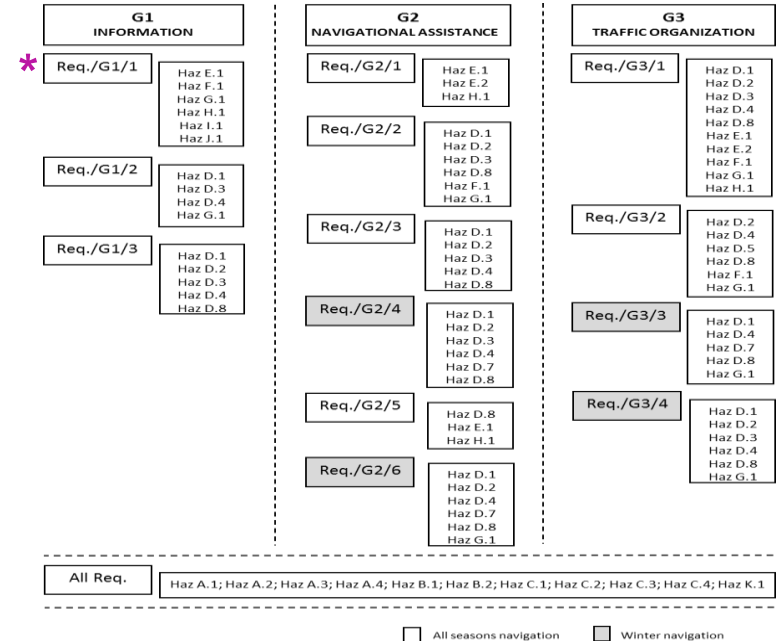 G1
INFORMATION
*
Req./G1/1
Haz E.1
Haz F.1
Haz G.1
Haz H.1
Haz I.1
Haz J.1
Req./G1/2
Haz D.1
Haz D.3
Haz D.4
Haz G.1
Req./G1/3
Haz D.1
Haz D.2
Haz D.3
Haz D.4
Haz D.8
G2
NAVIGATIONAL ASSISTANCE
Req./G2/1
Haz E.1
Haz E.2
Haz H.1
Req./G2/2
Haz D.1
Haz D.2
Haz D.3
Haz D.8
Haz F.1
Haz G.1
Req./G2/3
Haz D.1
Haz D.2
Haz D.3
Haz D.4
Haz D.8
Req./G2/4
Haz D.1
Haz D.2
Haz D.3
Haz D.4
Haz D.7
Haz D.8
Req./G2/5
Haz D.8
Haz E.1
Haz H.1
Req./G2/6
Haz D.1
Haz D.2
Haz D.4
Haz D.7
Haz D.8
Haz G.1
G3
TRAFFIC ORGANIZATION
Req./G3/1
Haz D.1
Haz D.2
Haz D.3
Haz D.4
Haz D.8
Haz E.1
Haz E.2
Haz F.1
Haz G.1
Haz H.1
Req./G3/2
Haz D.2
Haz D.4
Haz D.5
Haz D.8
Haz F.1
Haz G.1
Req./G3/3
Haz D.1
Haz D.4
Haz D.7
Haz D.8
Haz G.1
Req./G3/4
Haz D.1
Haz D.2
Haz D.3
Haz D.4
Haz D.8
Haz G.1
All Req.
Haz A.1; Haz A.2; Haz A.3; Haz A.4; Haz B.1; Haz B.2; Haz C.1; Haz C.2; Haz C.3; Haz C.4; Haz K.1
All seasons navigation
Winter navigation